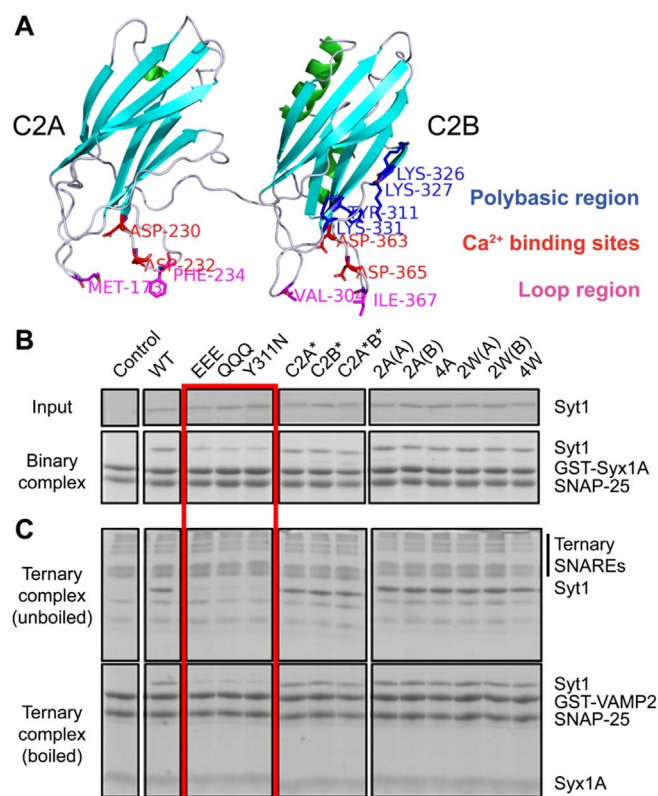 A
C2A
C2B
LYS-326
LYS-327
TYR-311
LYS-331
ASP-230
ASP-363
ASP-232
PHE-234
ASP-365
MET-173
VAL-304
ILE-367
Polybasic region
Ca²⁺ binding sites
Loop region
B
Control
WT
EEE
QQQ
Y311N
C2A*
C2B*
C2A*B*
2A(A)
2A(B)
4A
2W(A)
2W(B)
4W
Input
Syt1
Binary
complex
Syt1
GST-Syx1A
SNAP-25
C
Ternary
complex
(unboiled)
Ternary
SNAREs
Syt1
Ternary
complex
(boiled)
Syt1
GST-VAMP2
SNAP-25
Syx1A